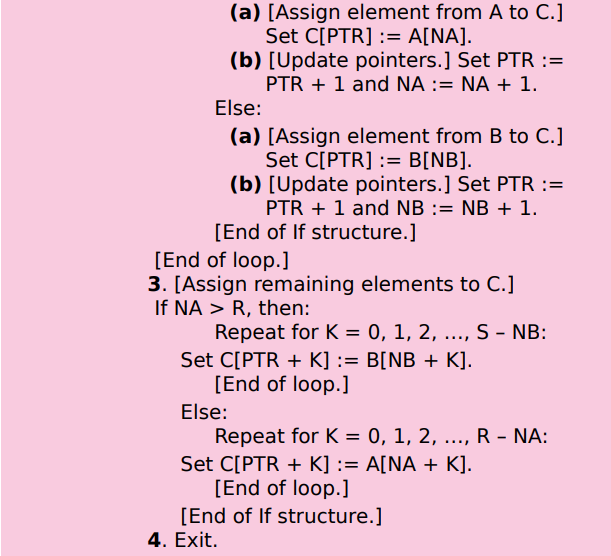 (a) [Assign element from A to C.]
Set C[PTR] := A[NA].
(b) [Update pointers.] Set PTR :=
PTR + 1 and NA := NA + 1.
Else:
(a) [Assign element from B to C.]
Set C[PTR] := B[NB].
(b) [Update pointers.] Set PTR :=
PTR + 1 and NB := NB + 1.
[End of If structure.]
[End of loop.]
3. [Assign remaining elements to C.]
If NA > R, then:
Repeat for K = 0, 1, 2, ..., S – NB:
Set C[PTR + K] := B[NB + K].
[End of loop.]
Else:
Repeat for K = 0, 1, 2, ..., R – NA:
Set C[PTR + K] := A[NA + K].
[End of loop.]
[End of If structure.]
4. Exit.